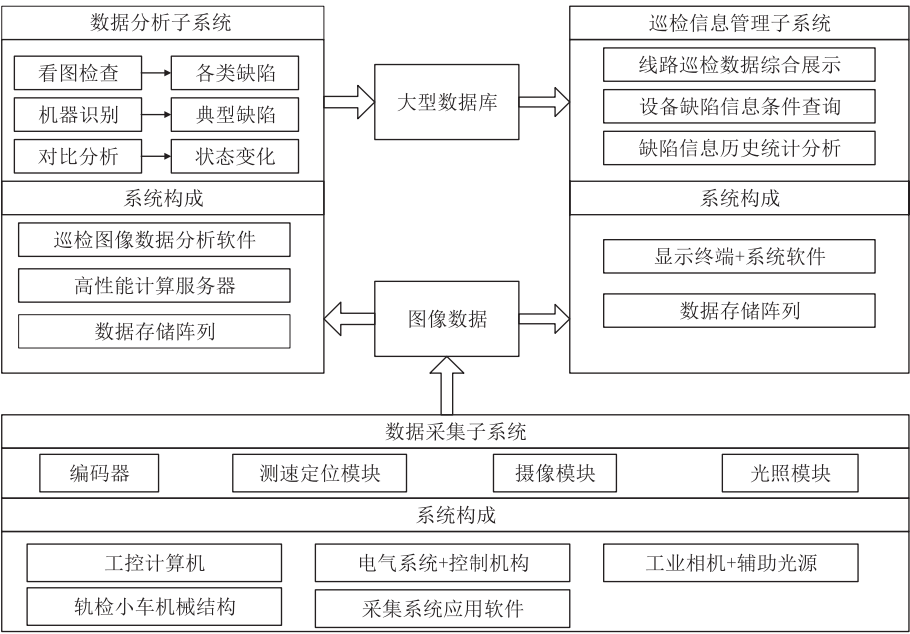 数据分析子系统
看图检查
各类缺陷
机器识别
典型缺陷
对比分析
状态变化
系统构成
巡检图像数据分析软件
高性能计算服务器
数据存储阵列
大型数据库
图像数据
巡检信息管理子系统
线路巡检数据综合展示
设备缺陷信息条件查询
缺陷信息历史统计分析
系统构成
显示终端+系统软件
数据存储阵列
数据采集子系统
编码器
测速定位模块
摄像模块
光照模块
系统构成
工控计算机
电气系统+控制机构
工业相机+辅助光源
轨检小车机械结构
采集系统应用软件